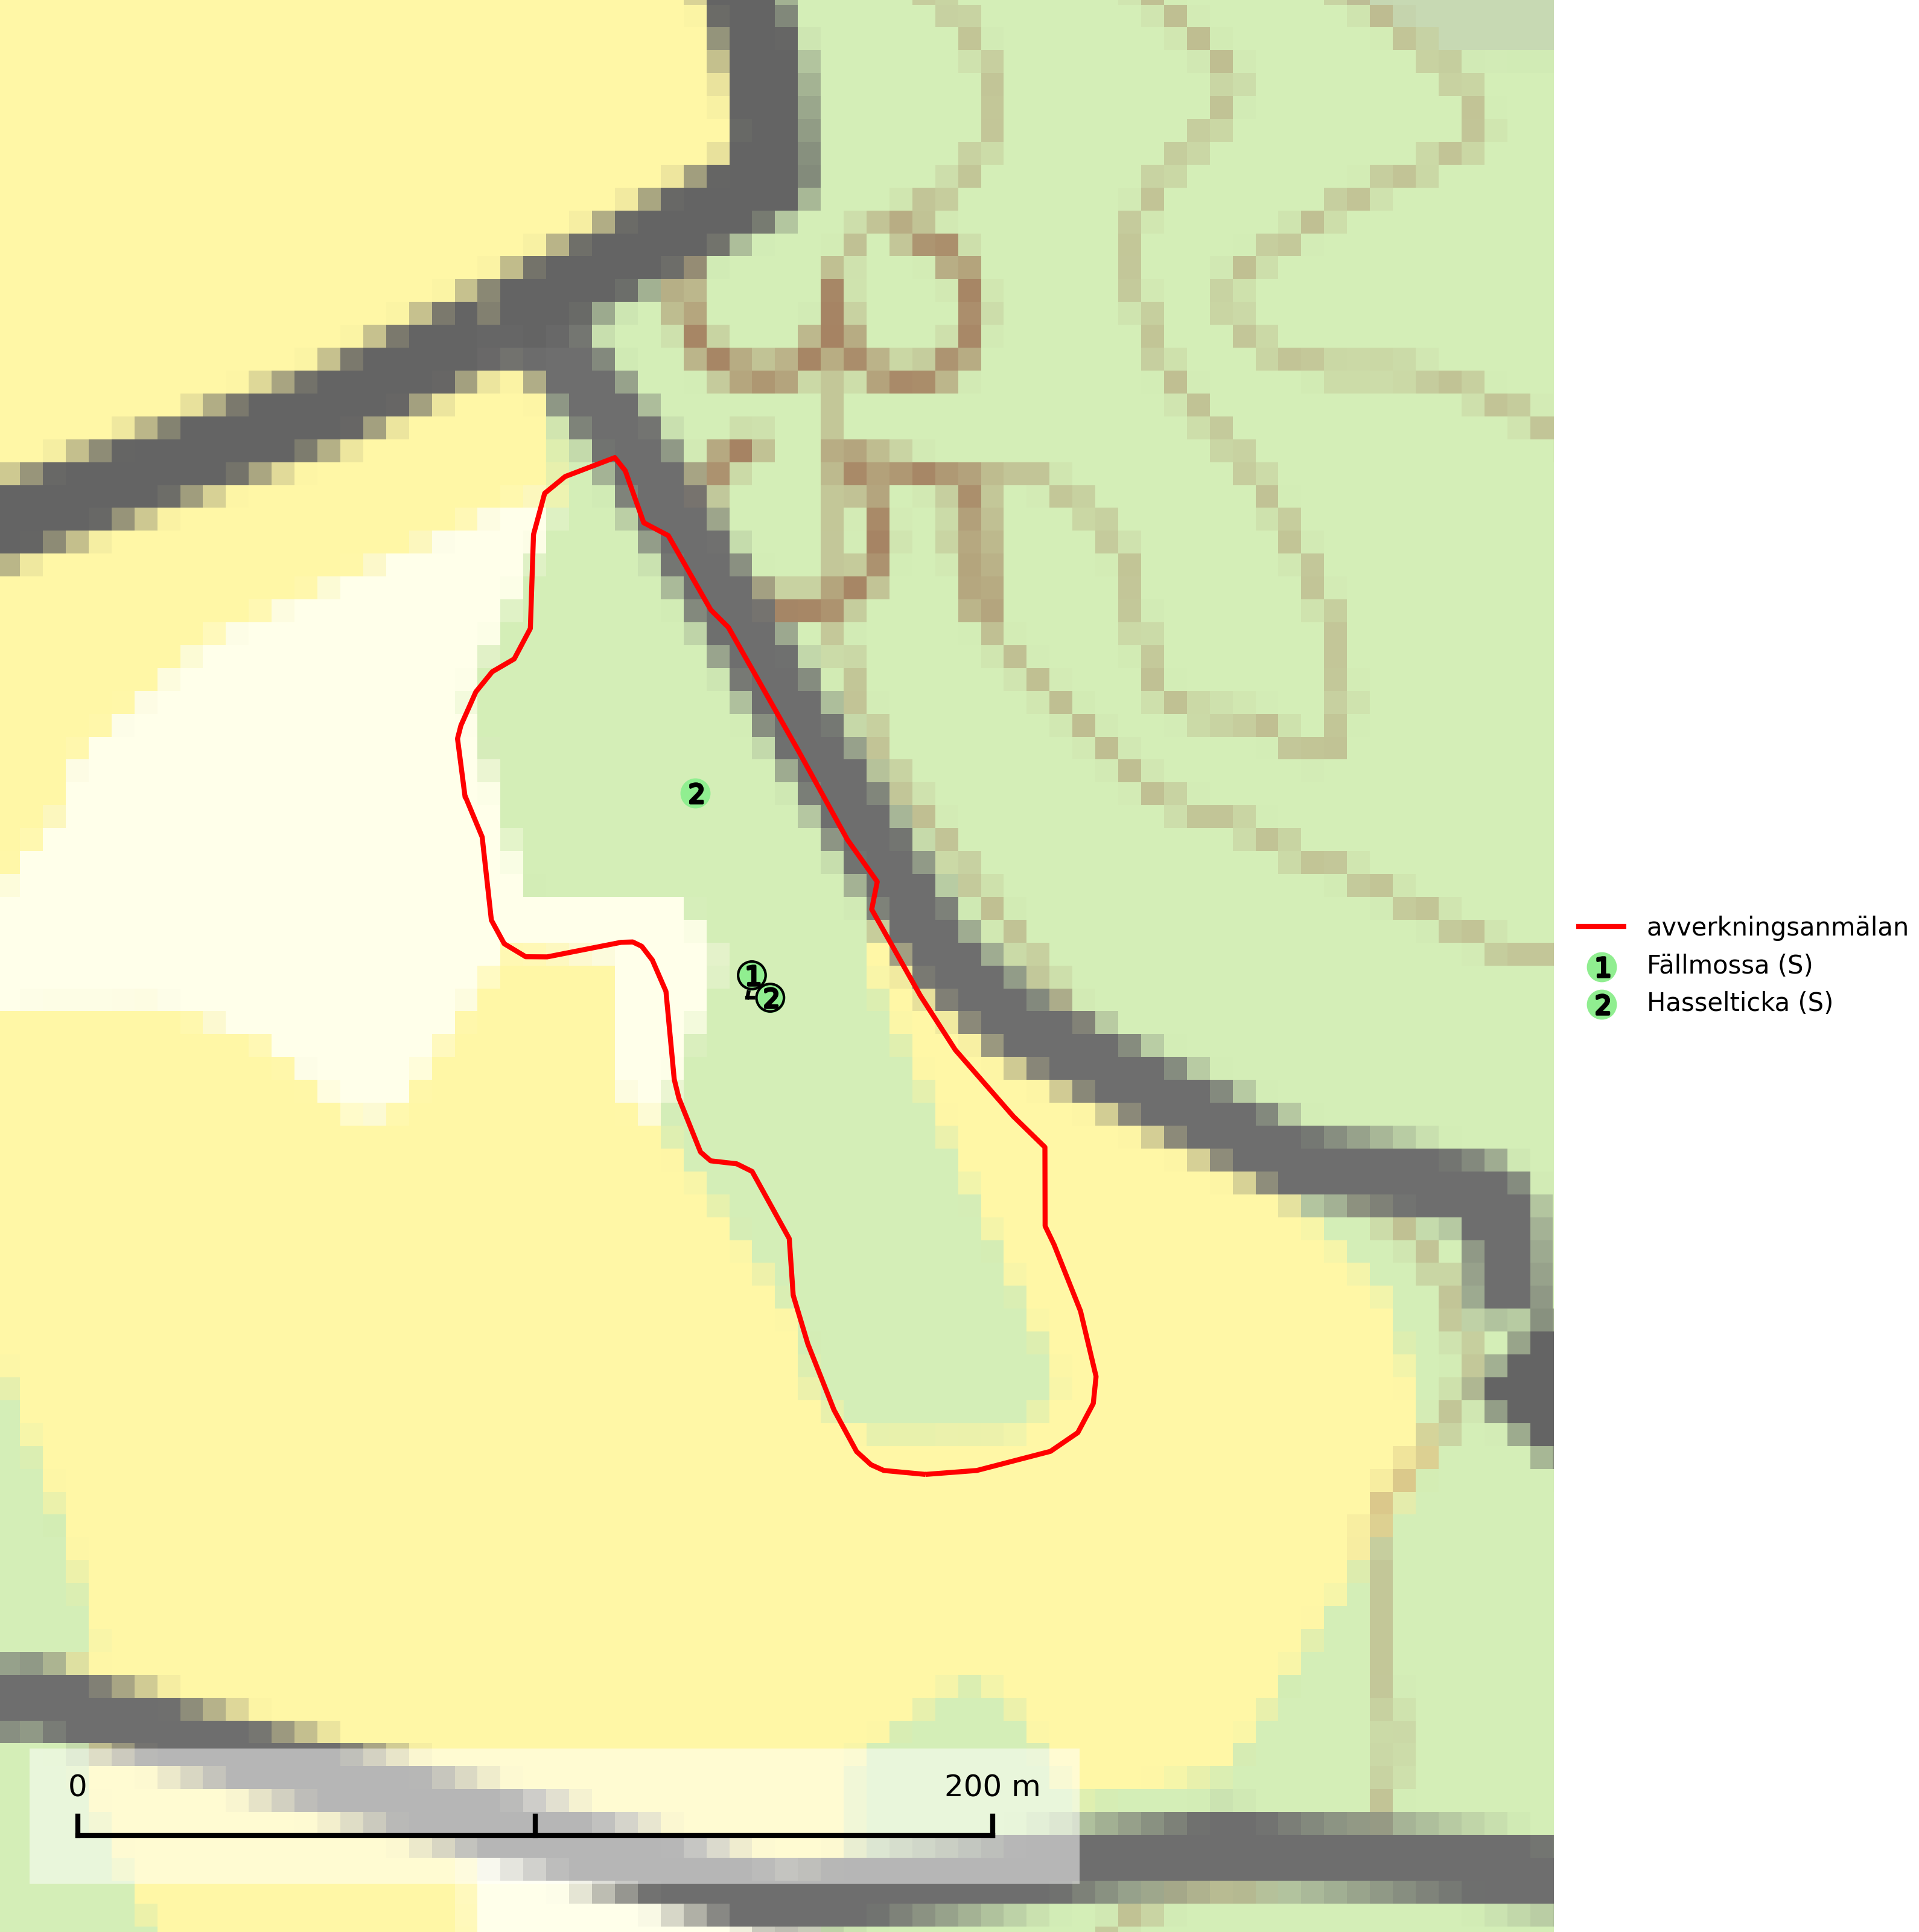 2
1
2
avverkningsanmälan
1 Fällmossa (S)
2 Hasselticka (S)
0 200 m